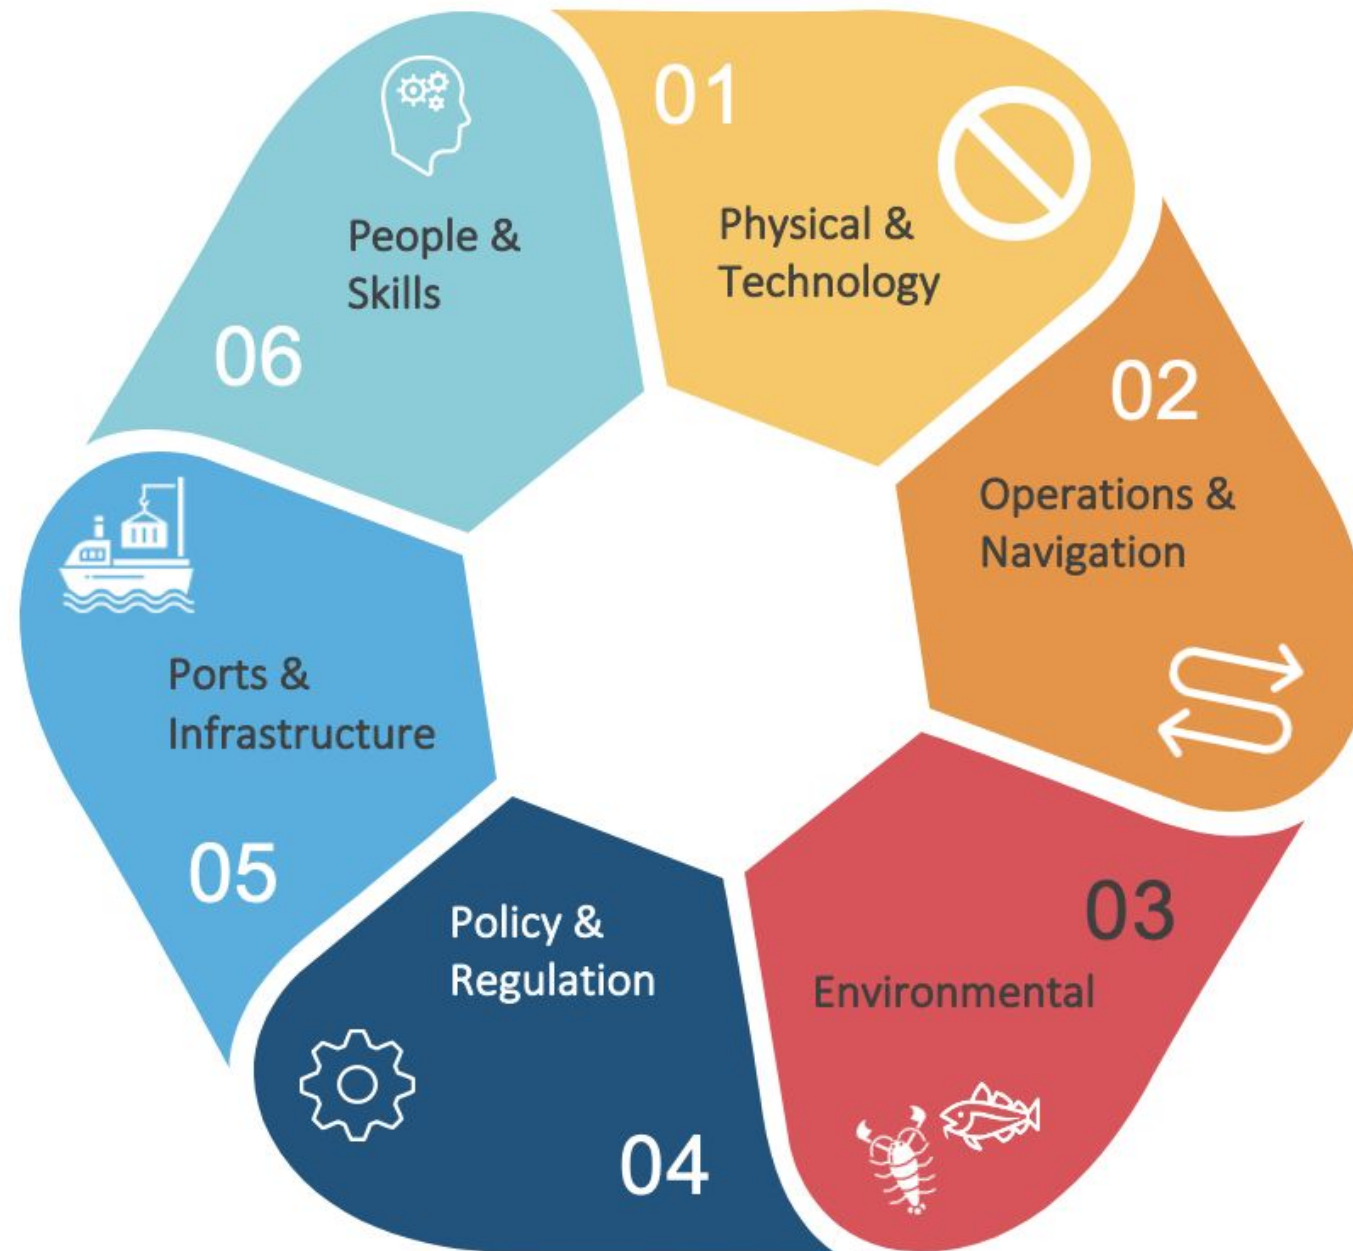 01
Physical &
Technology
02
Operations &
Navigation
03
Environmental
04
Policy &
Regulation
05
Ports &
Infrastructure
06
People &
Skills